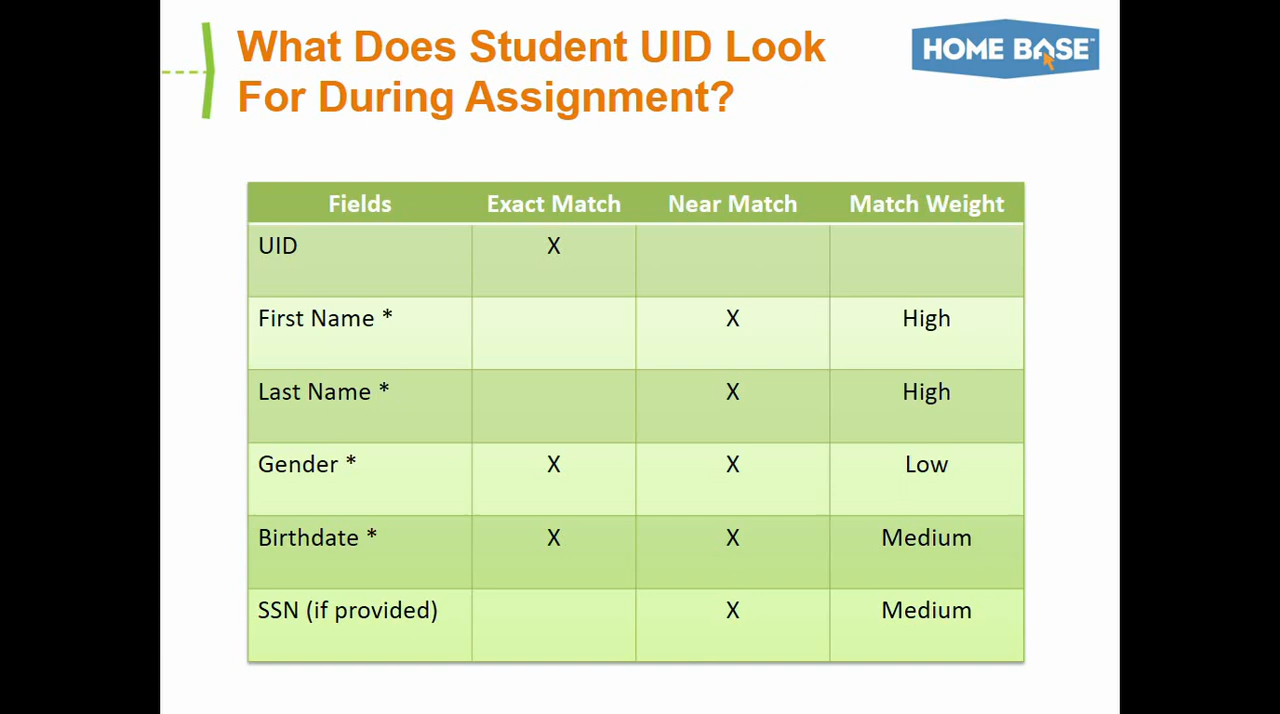 What Does Student UID Look
For During Assignment?
HOME BASE™
Fields Exact Match Near Match Match Weight
UID X
First Name * X High
Last Name * X High
Gender * X X Low
Birthdate * X X Medium
SSN (if provided) X Medium